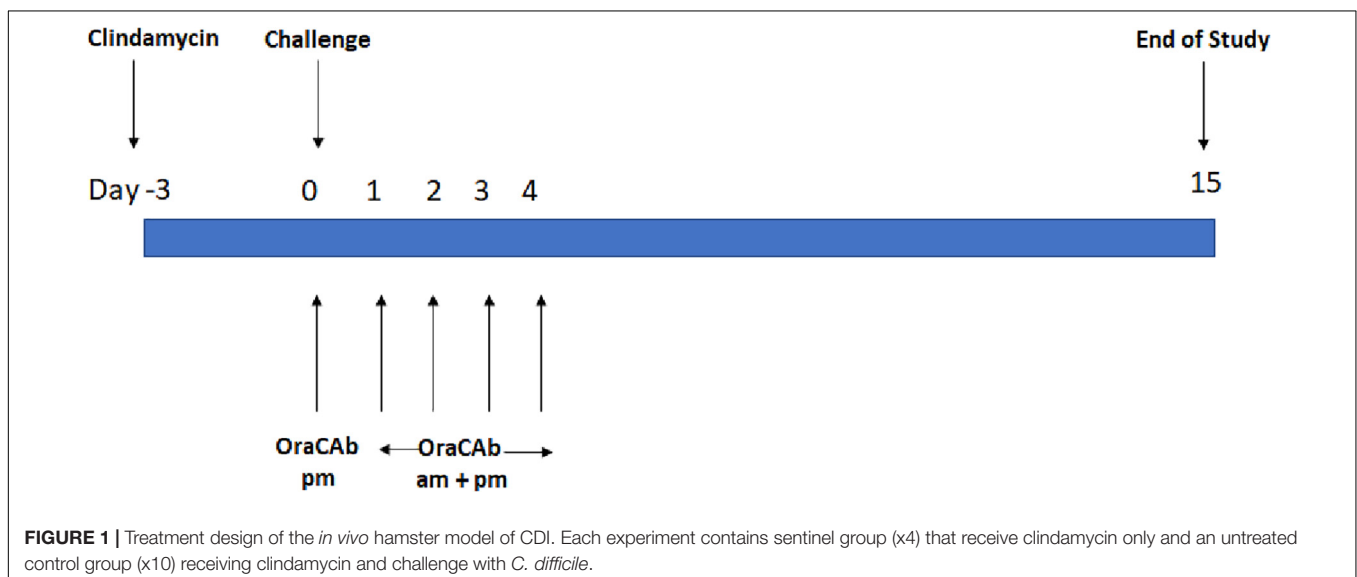 Clindamycin Challenge End of Study
Day -3 0 1 2 3 4 15
OraCAb OraCAb
pm am + pm
FIGURE 1 | Treatment design of the in vivo hamster model of CDI. Each experiment contains sentinel group (x4) that receive clindamycin only and an untreated
control group (x10) receiving clindamycin and challenge with C. difficile.